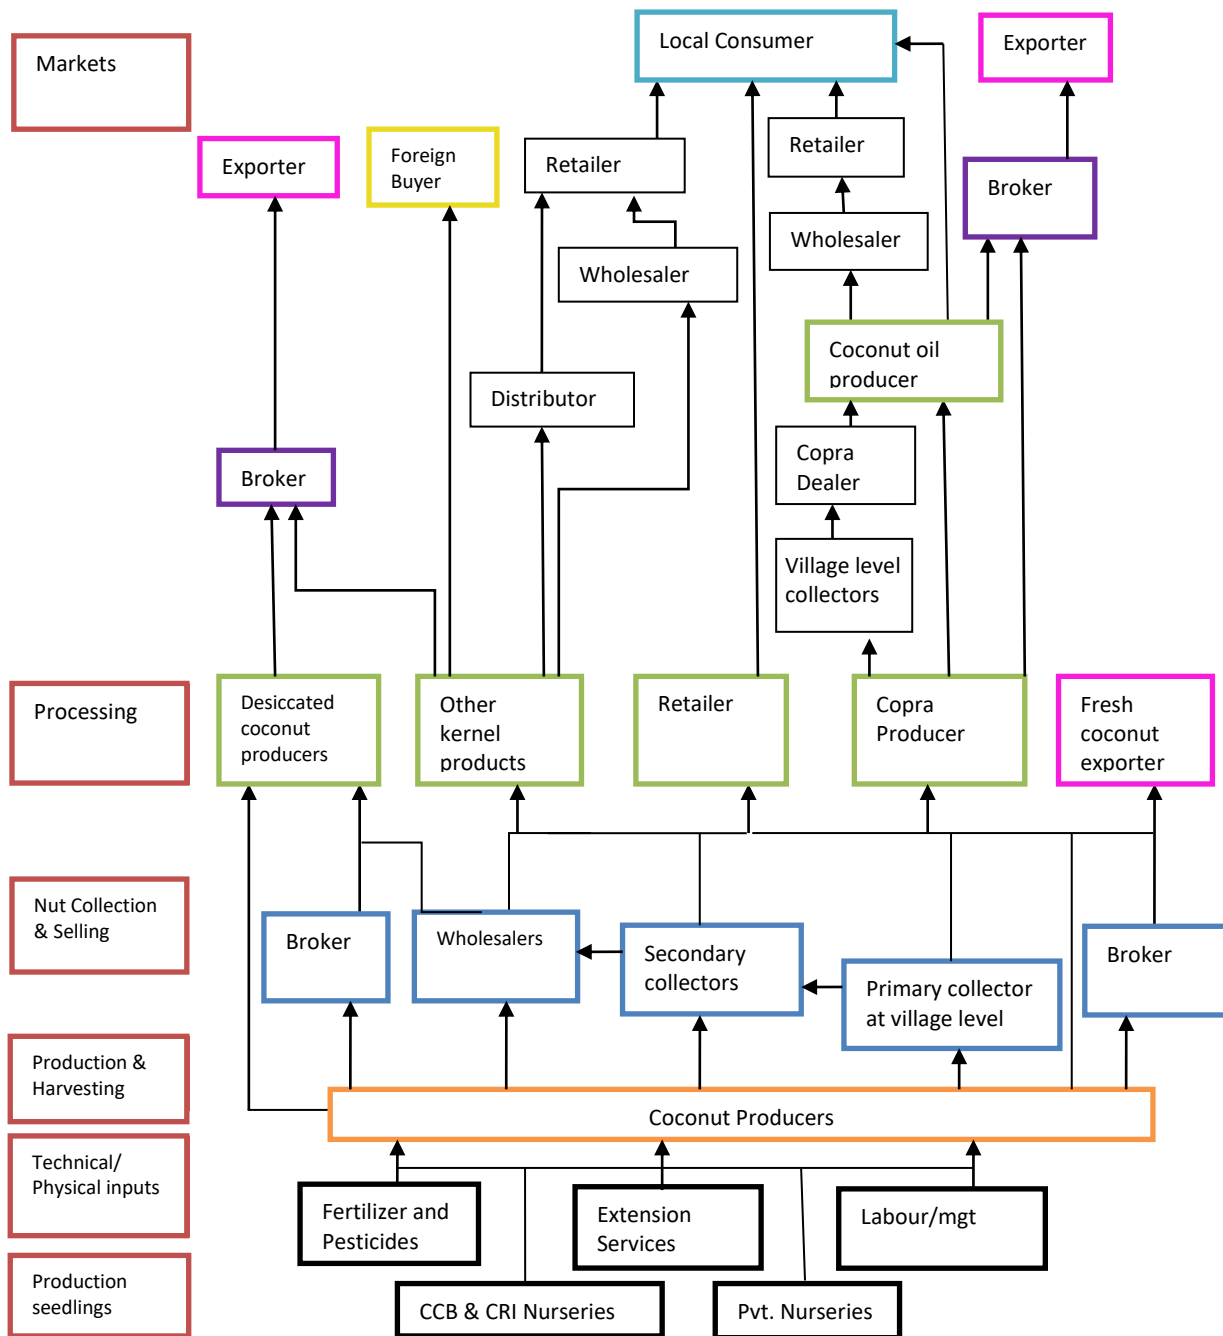 Local Consumer
Exporter
Markets
Exporter
Foreign
Buyer
Retailer
Retailer
Broker
Wholesaler
Wholesaler
Coconut oil
producer
Distributor
Copra
Dealer
Broker
Village level
collectors
Processing
Desiccated
coconut
producers
Other
kernel
products
Retailer
Copra
Producer
Fresh
coconut
exporter
Nut Collection
& Selling
Broker
Wholesalers
Secondary
collectors
Primary collector
at village level
Broker
Production &
Harvesting
Coconut Producers
Technical/
Physical inputs
Fertilizer and
Pesticides
Extension
Services
Labour/mgt
Production
seedlings
CCB & CRI Nurseries
Pvt. Nurseries